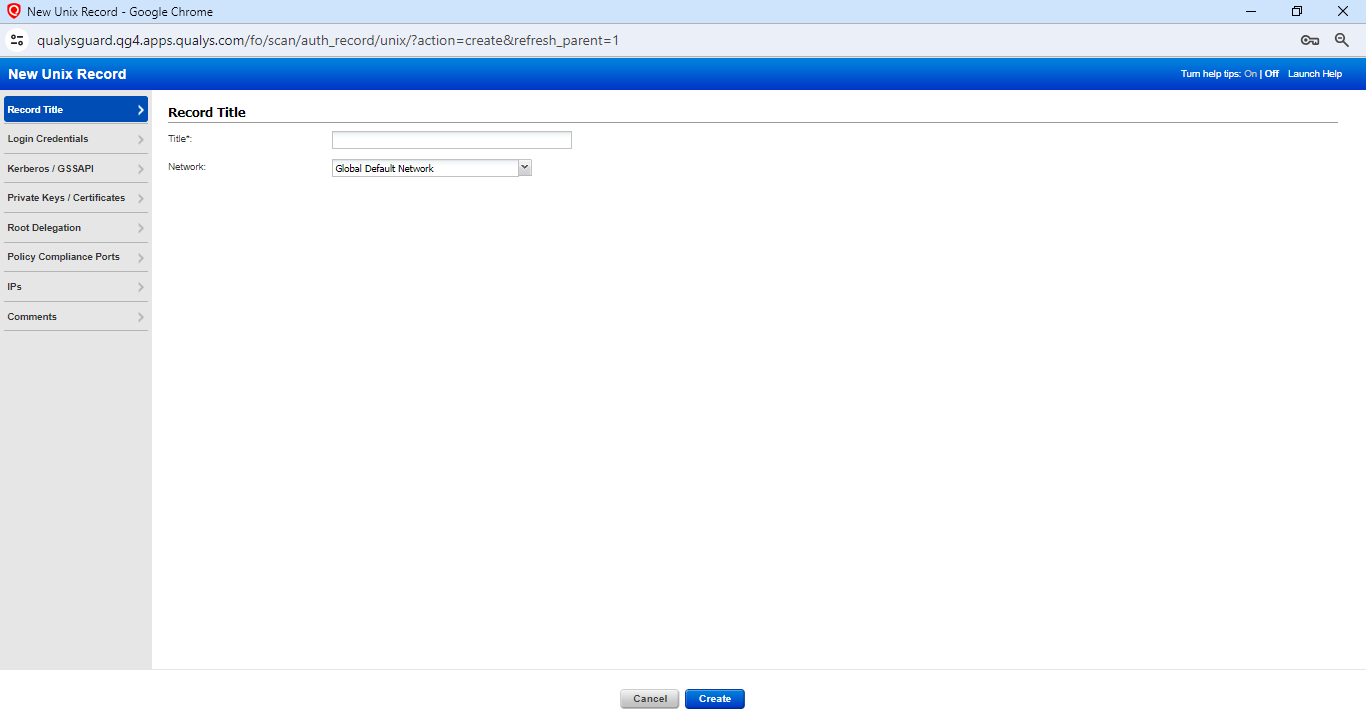 New Unix Record - Google Chrome
qualysguard.qg4.apps.qualys.com/fo/scan/auth_record/unix/?action=create&refresh_parent=1
New Unix Record
Turn help tips: On | Off Launch Help
Record Title
Login Credentials
Kerberos / GSSAPI
Private Keys / Certificates
Root Delegation
Policy Compliance Ports
IPs
Comments
Record Title
Title*:
Network: Global Default Network
Cancel Create